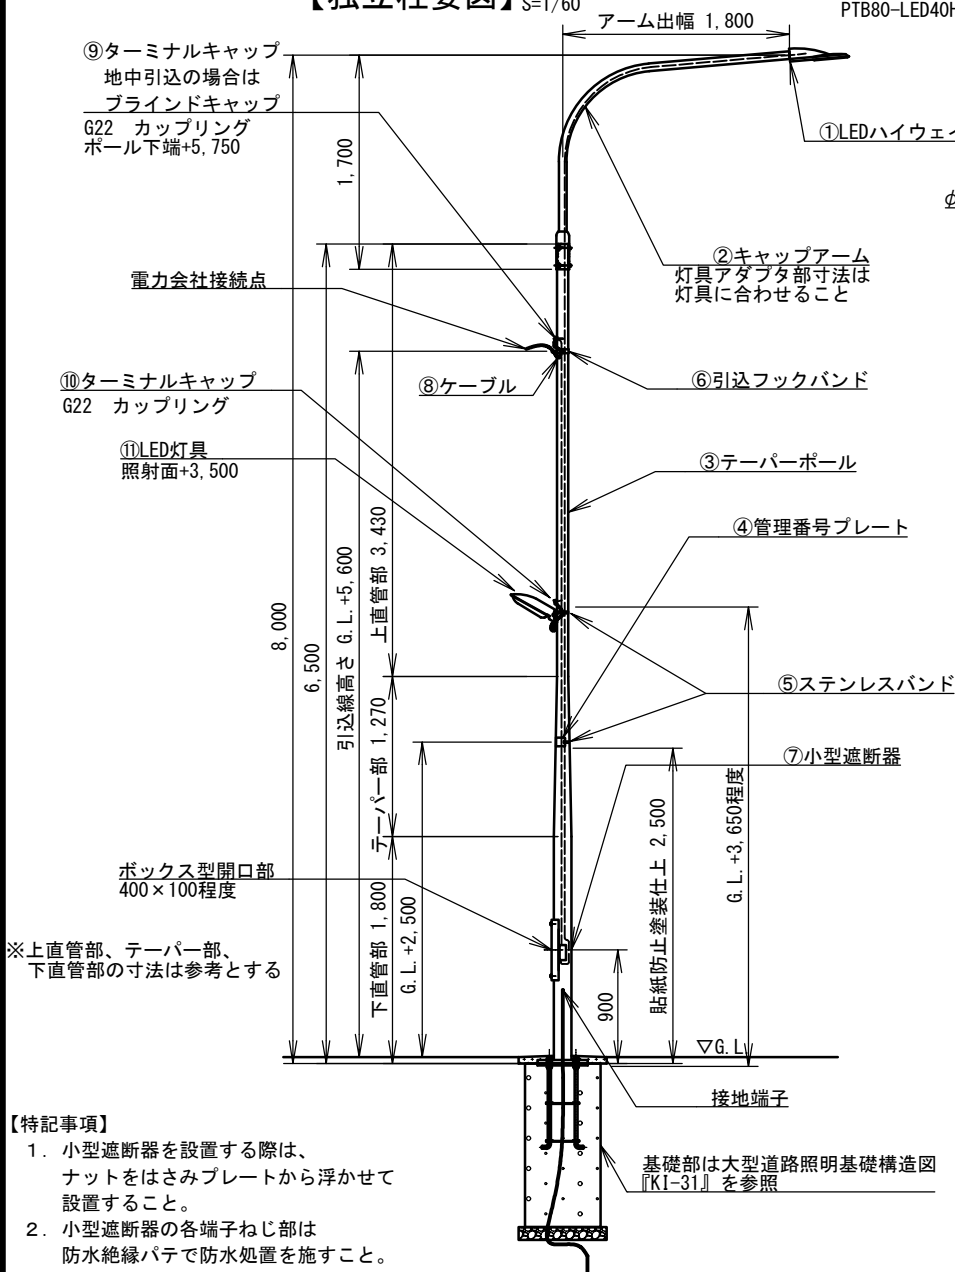 【独立柱姿図】 S=1/60
PTB80-LED40H
アーム出幅 1,800
⑨ターミナルキャップ
地中引込の場合は
ブラインドキャップ
G22 カップリング
ポール下端+5,750
①LEDハイウェイ
1,700
②キャップアーム
灯具アダプタ部寸法は
灯具に合わせること
電力会社接続点
⑩ターミナルキャップ
G22 カップリング
⑧ケーブル
⑥引込フックバンド
⑪LED灯具
照射面+3,500
③テーパーポール
④管理番号プレート
8,000
6,500
引込線高さ G.L.+5,600
上直管部 3,430
テーパー部 1,270
下直管部 1,800
G.L.+2,500
⑤ステンレスバンド
⑦小型遮断器
G.L.+3,650程度
貼紙防止塗装仕上 2,500
900
ボックス型開口部
400×100程度
※上直管部、テーパー部、
下直管部の寸法は参考とする
▽G.L
接地端子
基礎部は大型道路照明基礎構造図
『KI-31』を参照
【特記事項】
1. 小型遮断器を設置する際は、
ナットをはさみプレートから浮かせて
設置すること。
2. 小型遮断器の各端子ねじ部は
防水絶縁パテで防水処置を施すこと。